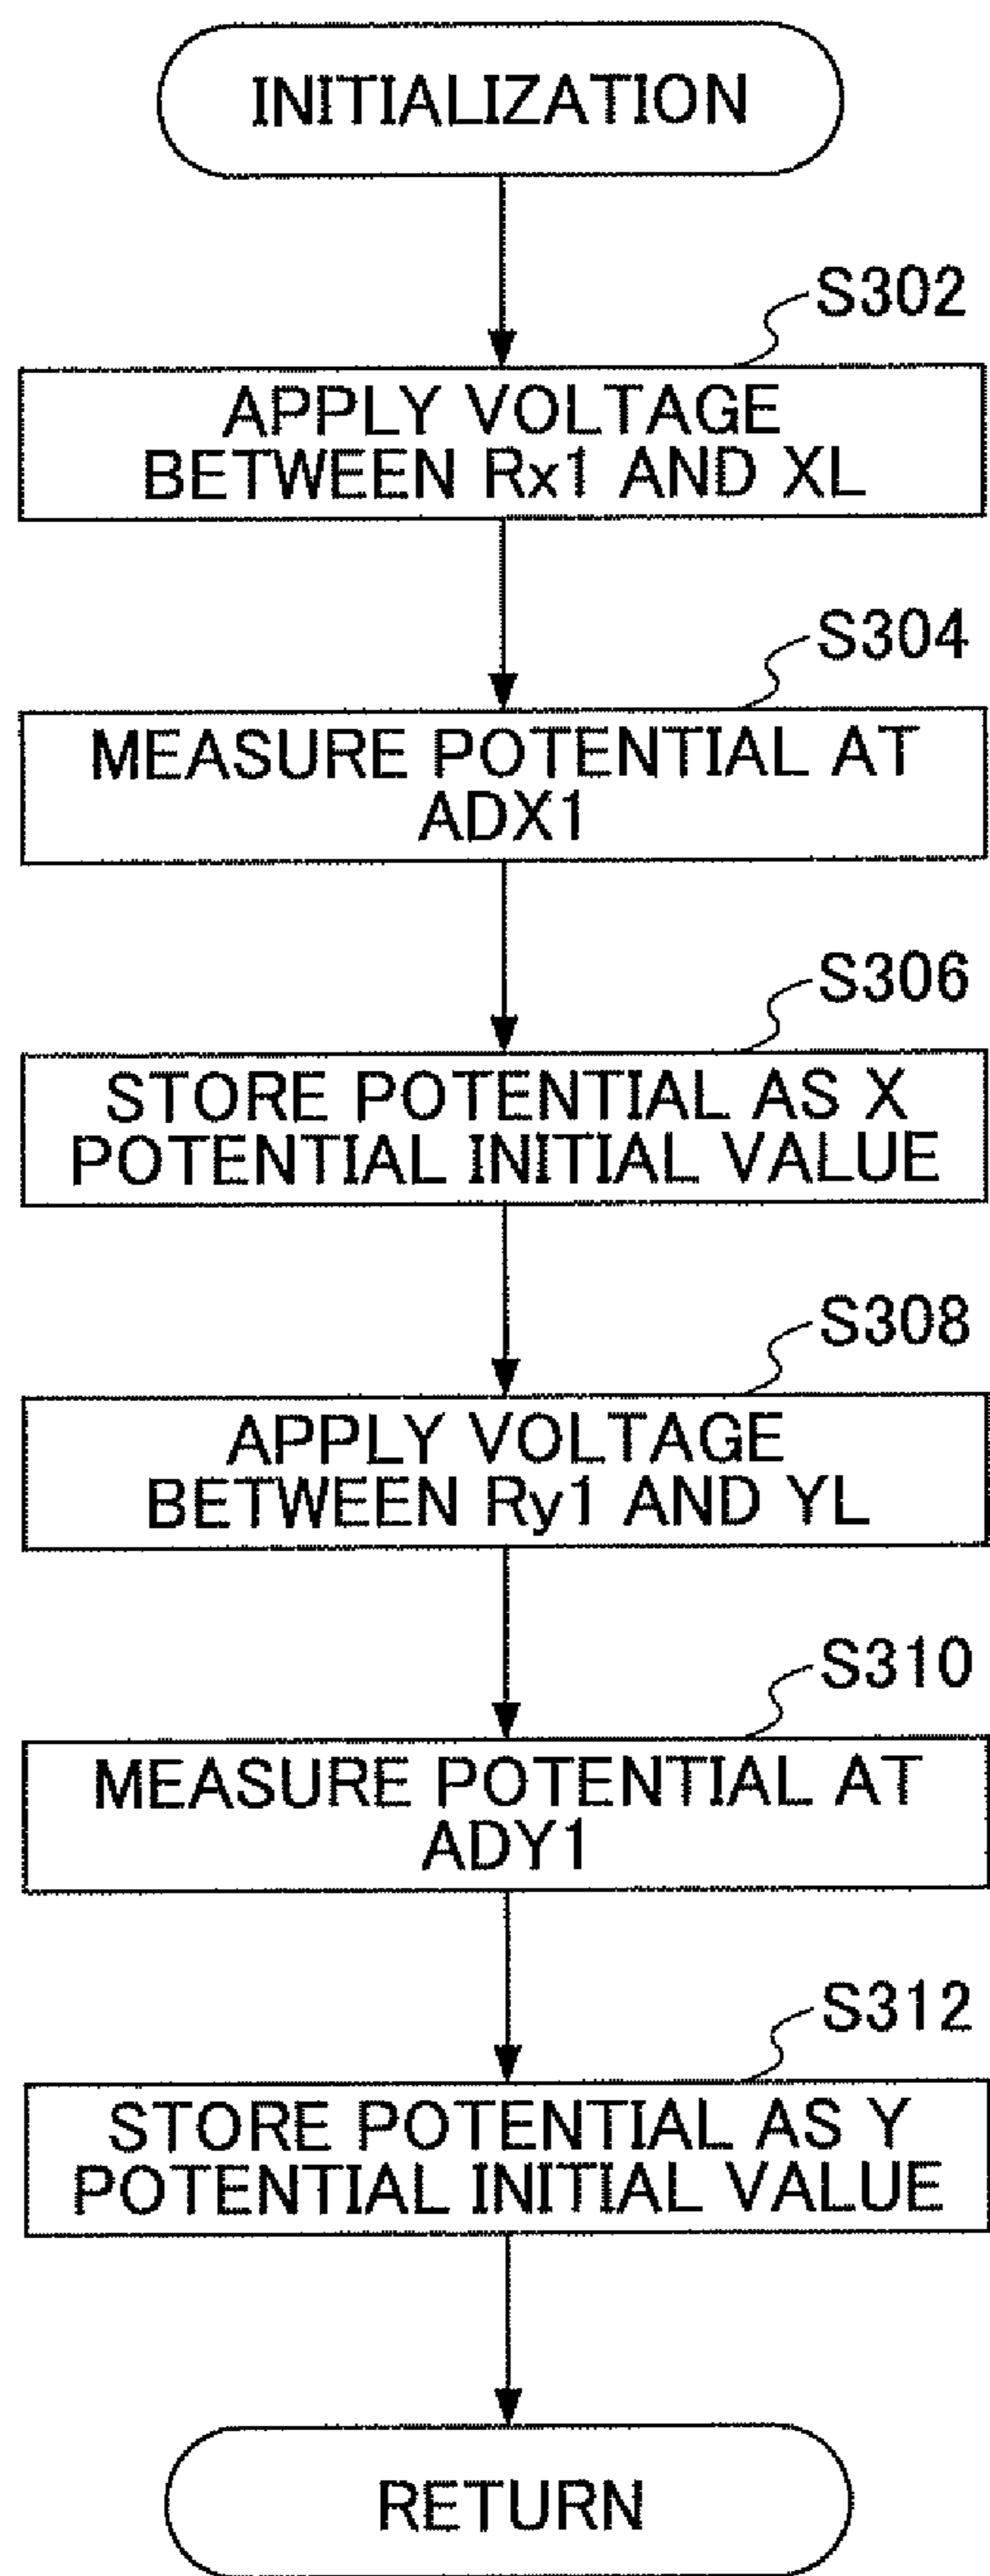 INITIALIZATION
S302
APPLY VOLTAGE
BETWEEN Rx1 AND XL
S304
MEASURE POTENTIAL AT
ADX1
S306
STORE POTENTIAL AS X
POTENTIAL INITIAL VALUE
S308
APPLY VOLTAGE
BETWEEN Ry1 AND YL
S310
MEASURE POTENTIAL AT
ADY1
S312
STORE POTENTIAL AS Y
POTENTIAL INITIAL VALUE
RETURN